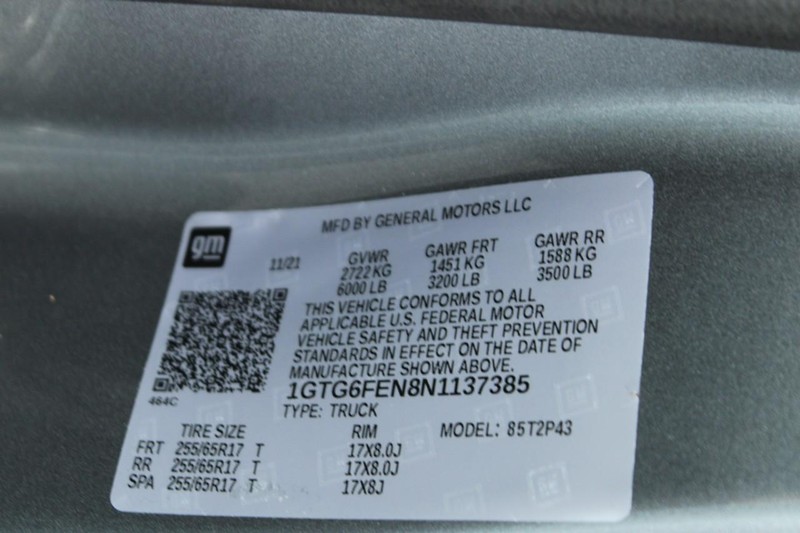 MFD BY GENERAL MOTORS LLC
gm
11/21
GVWR GAWR FRT GAWR RR
2722 KG 1451 KG 1588 KG
6000 LB 3200 LB 3500 LB
THIS VEHICLE CONFORMS TO ALL
APPLICABLE U.S. FEDERAL MOTOR
VEHICLE SAFETY AND THEFT PREVENTION
STANDARDS IN EFFECT ON THE DATE OF
MANUFACTURE SHOWN ABOVE.
464C
1GTG6FEN8N1137385
TYPE: TRUCK
TIRE SIZE RIM MODEL: 85T2P43
FRT 255/65R17 T 17X8.0J
RR 255/65R17 T 17X8.0J
SPA 255/65R17 T 17X8J